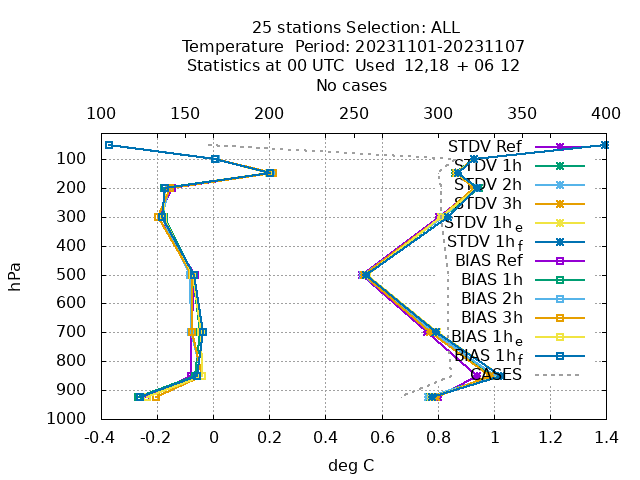 25 stations Selection: ALL
Temperature  Period: 20231101-20231107
Statistics at 00 UTC  Used  12,18 + 06 12
No cases
100 150 200 250 300 350 400
STDV Ref
STDV 1h
STDV 2h
STDV 3h
STDV 1h e
STDV 1h f
BIAS Ref
BIAS 1h
BIAS 2h
BIAS 3h
BIAS 1h e
BIAS 1h f
CASES
hPa
100
200
300
400
500
600
700
800
900
1000
-0.4 -0.2 0 0.2 0.4 0.6 0.8 1 1.2 1.4
deg C